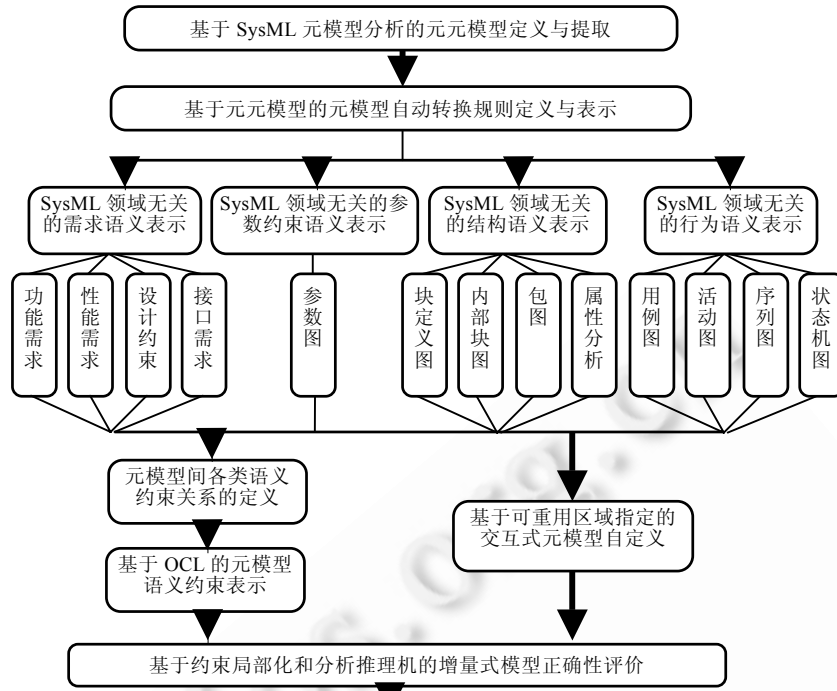 基于 SysML 元模型分析的元元模型定义与提取
基于元元模型的元模型自动转换规则定义与表示
SysML 领域无关
的需求语义表示
SysML 领域无关的参
数约束语义表示
SysML 领域无关
的结构语义表示
SysML 领域无关
的行为语义表示
功能需求
性能需求
设计约束
接口需求
参数图
块定义图
内部块图
包图
属性分析
用例图
活动图
序列图
状态机图
元模型间各类语义
约束关系的定义
基于可重用区域指定的
交互式元模型自定义
基于 OCL 的元模型
语义约束表示
基于约束局部化和分析推理机的增量式模型正确性评价